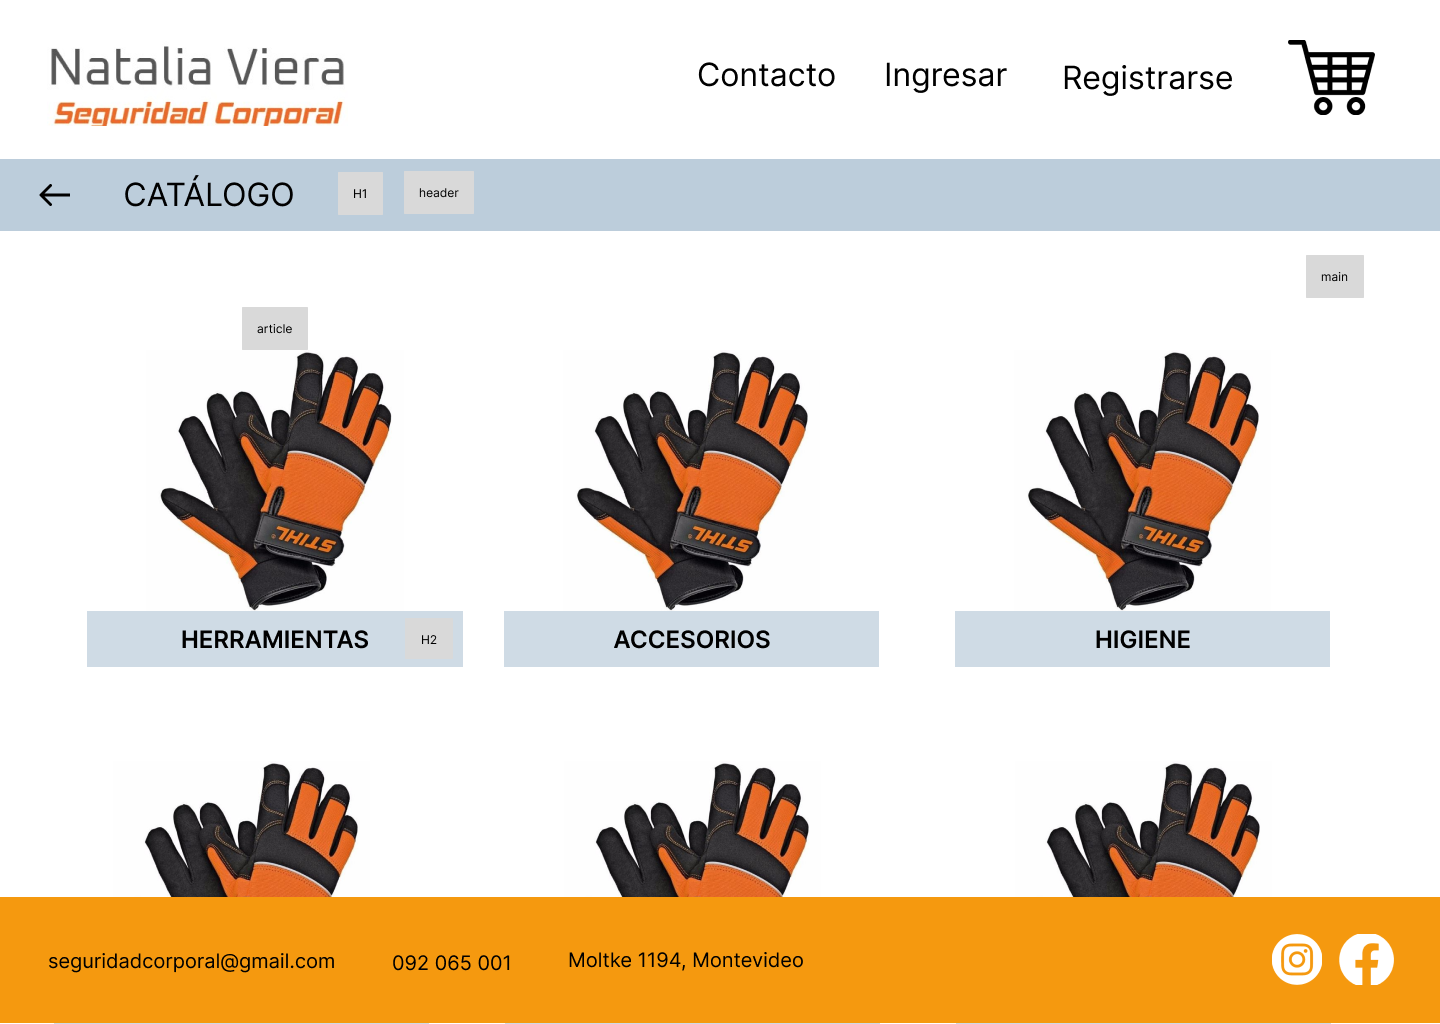 Natalia Viera
Seguridad Corporal
Contacto
Ingresar
Registrarse
CATÁLOGO
H1
header
main
article
STIHL
STIHL
STIHL
HERRAMIENTAS
H2
ACCESORIOS
HIGIENE
seguridadcorporal@gmail.com
092 065 001
Moltke 1194, Montevideo